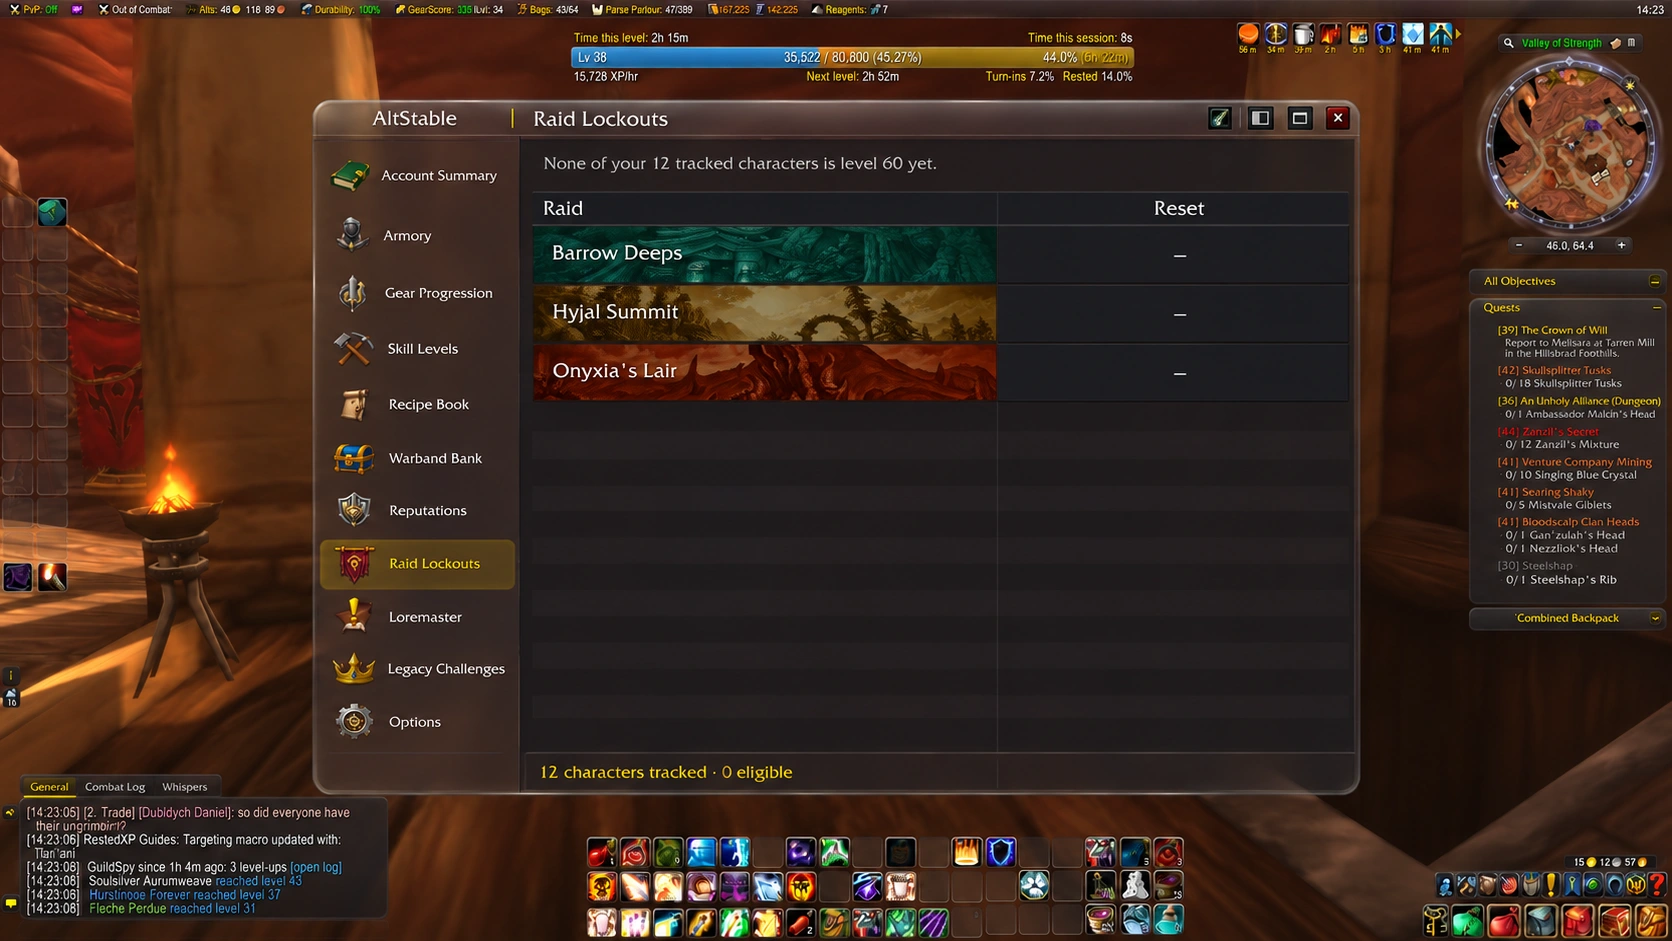 PvP: Off
Out of Combat
Alts: 46 118 89
Durability: 100%
GearScore: 335 iLvl: 34
Bags: 43/64
Parse Parlour: 47/389
167,225 142,225
Reagents: 7
14:23
Time this level: 2h 15m
Time this session: 8s
Lv 38
35,522 / 80,800 (45.27%)
44.0% (6h 22m)
15,728 XP/hr
Next level: 2h 52m
Turn-ins 7.2% Rested 14.0%
56 m
34 m
39 m
2 h
5 h
3 h
41 m
41 m
Valley of Strength
46.0, 64.4
AltStable
Raid Lockouts
Account Summary
Armory
Gear Progression
Skill Levels
Recipe Book
Warband Bank
Reputations
Raid Lockouts
Loremaster
Legacy Challenges
Options
None of your 12 tracked characters is level 60 yet.
Raid
Reset
Barrow Deeps
–
Hyjal Summit
–
Onyxia's Lair
–
12 characters tracked · 0 eligible
All Objectives
Quests
[39] The Crown of Will
Report to Melisara at Tarren Mill
in the Hillsbrad Foothills.
[42] Skullsplitter Tusks
0/18 Skullsplitter Tusks
[36] An Unholy Alliance (Dungeon)
0/1 Ambassador Malcin's Head
[44] Zanzil's Secret
0/12 Zanzil's Mixture
[41] Venture Company Mining
0/10 Singing Blue Crystal
[41] Searing Shaky
0/5 Mistvale Giblets
[41] Bloodscalp Clan Heads
0/1 Gan'zulah's Head
0/1 Nezzliok's Head
[30] Steelshap
0/1 Steelshap's Rib
Combined Backpack
16
General
Combat Log
Whispers
[14:23:05] [2. Trade] [Dubidych Daniel]: so did everyone have
their
[14:23:06] RestedXP Guides: Targeting macro updated with:
[14:23:08] GuildSpy since 1h 4m ago: 3 level-ups [open log]
[14:23:08] Soulsilver Aurumweave reached level 43
[14:23:08] Hurstinooe Forever reached level 37
[14:23:08] Fleche Perdue reached level 31
15 12 57